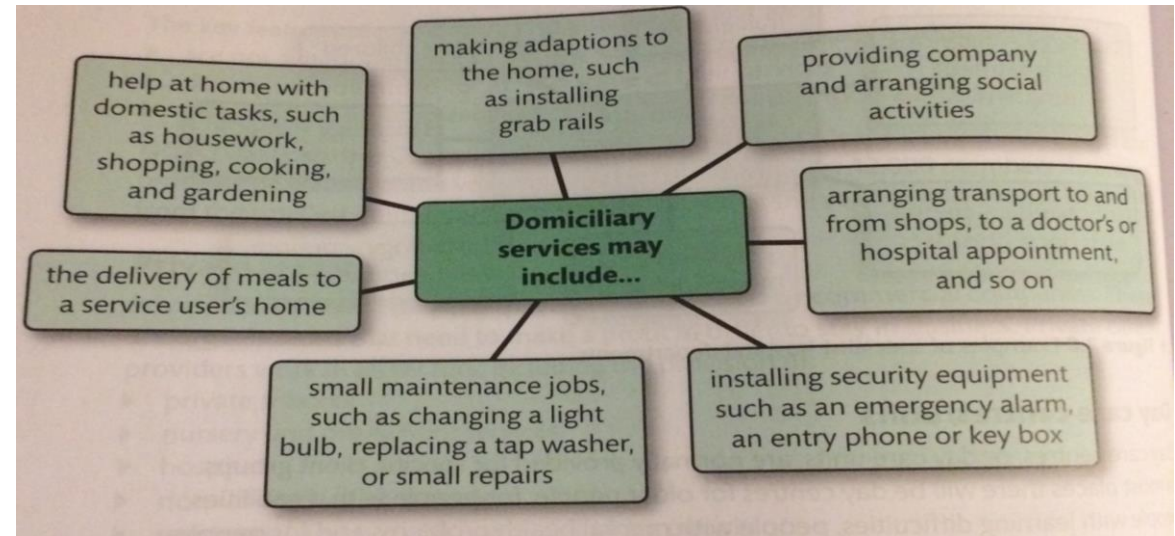 making adaptions to
the home, such
as installing
grab rails
providing company
and arranging social
activities
help at home with
domestic tasks, such
as housework,
shopping, cooking,
and gardening
Domiciliary
services may
include...
arranging transport to and
from shops, to a doctor's or
hospital appointment,
and so on
the delivery of meals to
a service user's home
small maintenance jobs,
such as changing a light
bulb, replacing a tap washer,
or small repairs
installing security equipment
such as an emergency alarm,
an entry phone or key box